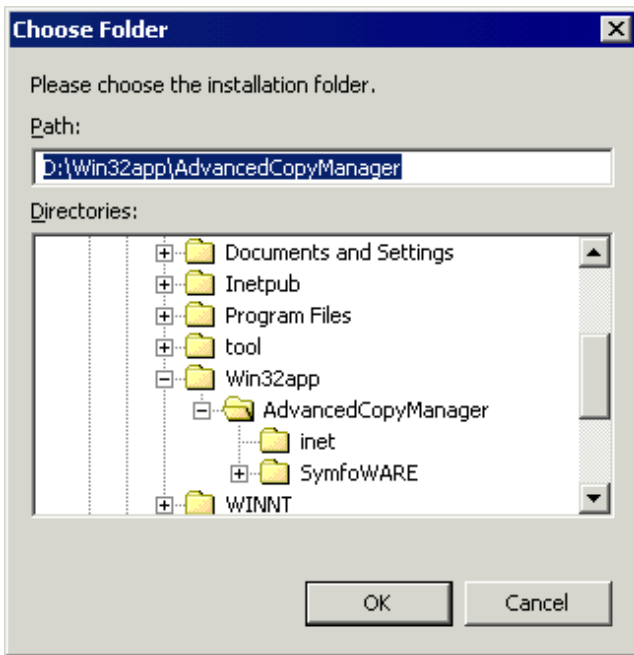 Choose Folder
Please choose the installation folder.
Path:
D:\Win32app\AdvancedCopyManager
Directories:
Documents and Settings
Inetpub
Program Files
tool
Win32app
AdvancedCopyManager
inet
SymfoWARE
WINNT
OK Cancel